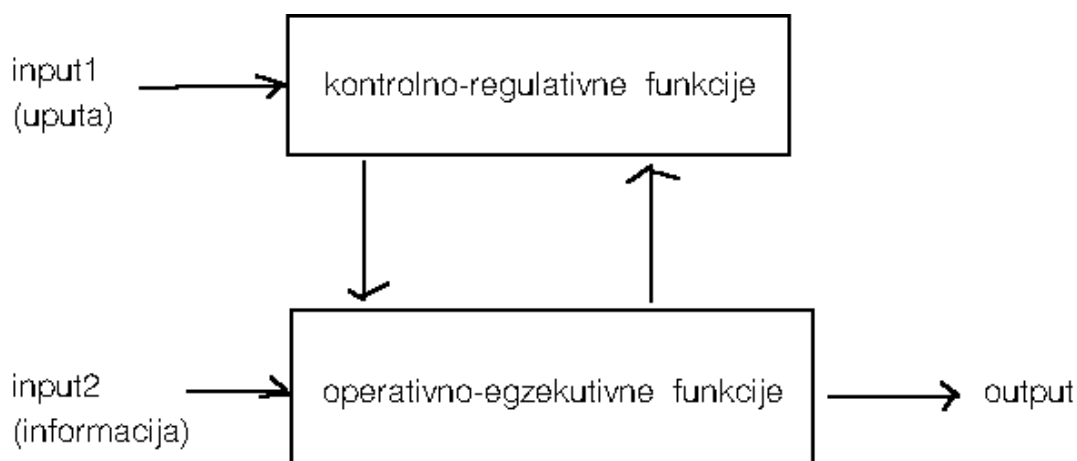 input1
(uputa)
kontrolno-regulativne funkcije
input2
(informacija)
operativno-egzekutivne funkcije
output